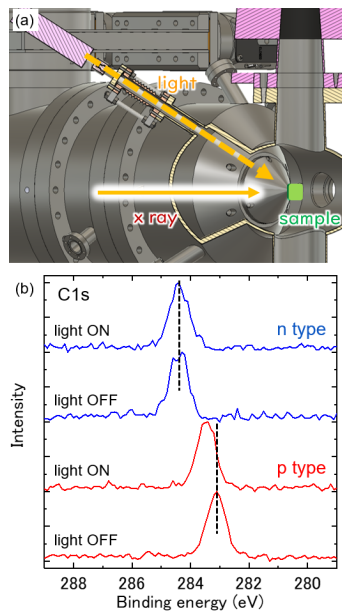 (a)
light
x ray
sample
(b)
C1s
light ON
n type
light OFF
light ON
p type
light OFF
Intensity
288 286 284 282 280
Binding energy (eV)